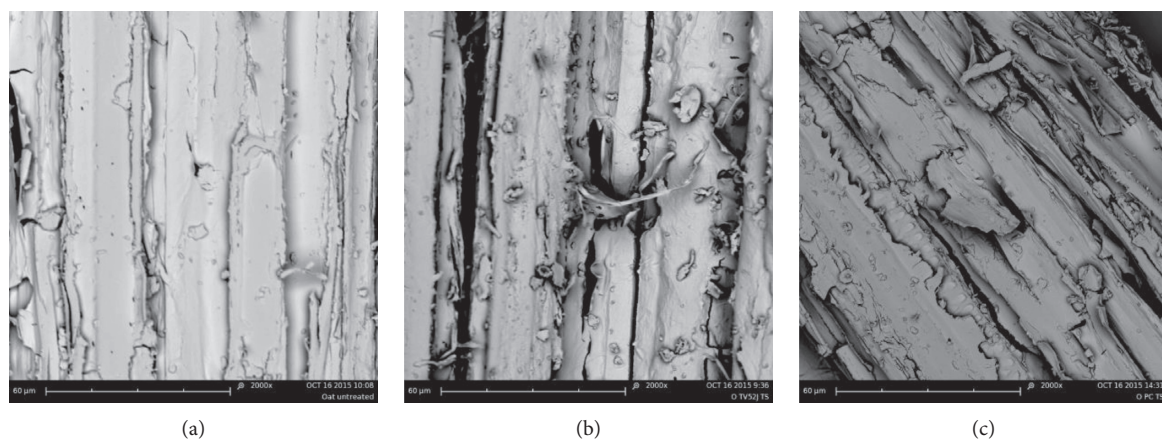 60 µm 2000x OCT 16 2015 10:08
Oat untreated
60 µm 2000x OCT 16 2015 9:36
O TV52J TS
60 µm 2000x OCT 16 2015 14:31
O PC TS
(a)
(b)
(c)